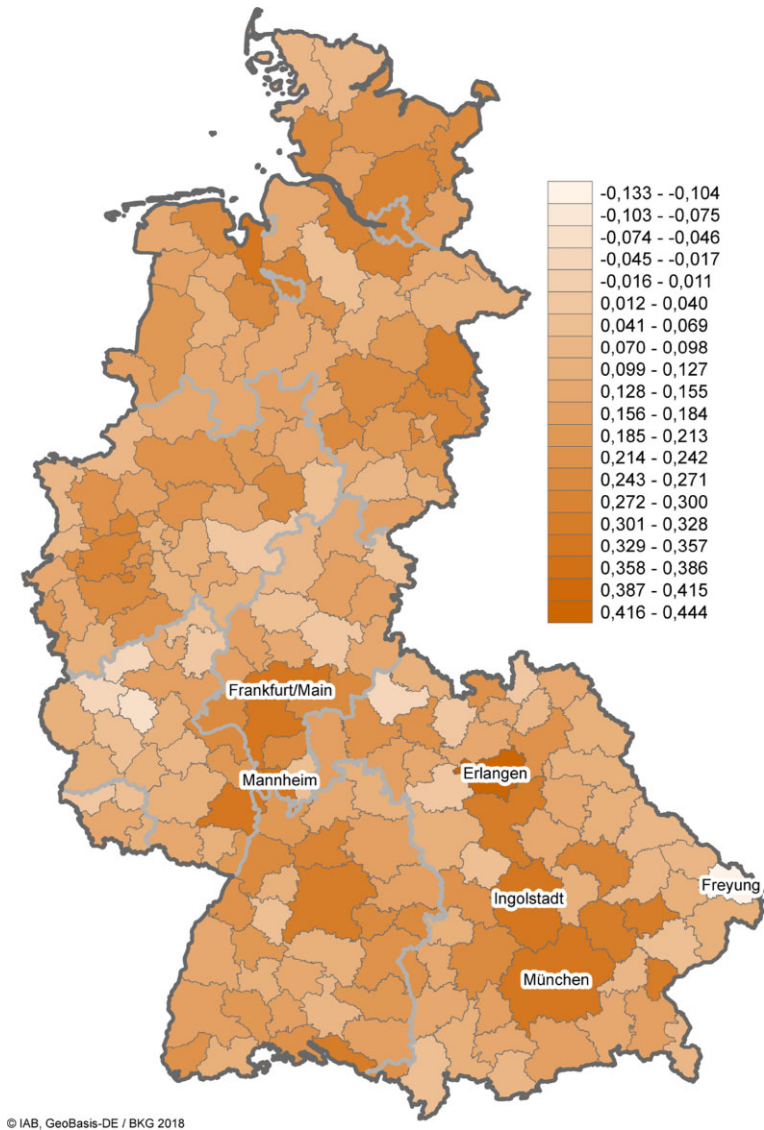 -0,133 - -0,104
-0,103 - -0,075
-0,074 - -0,046
-0,045 - -0,017
-0,016 - 0,011
0,012 - 0,040
0,041 - 0,069
0,070 - 0,098
0,099 - 0,127
0,128 - 0,155
0,156 - 0,184
0,185 - 0,213
0,214 - 0,242
0,243 - 0,271
0,272 - 0,300
0,301 - 0,328
0,329 - 0,357
0,358 - 0,386
0,387 - 0,415
0,416 - 0,444
Frankfurt/Main
Mannheim
Erlangen
Freyung
Ingolstadt
München
© IAB, GeoBasis-DE / BKG 2018